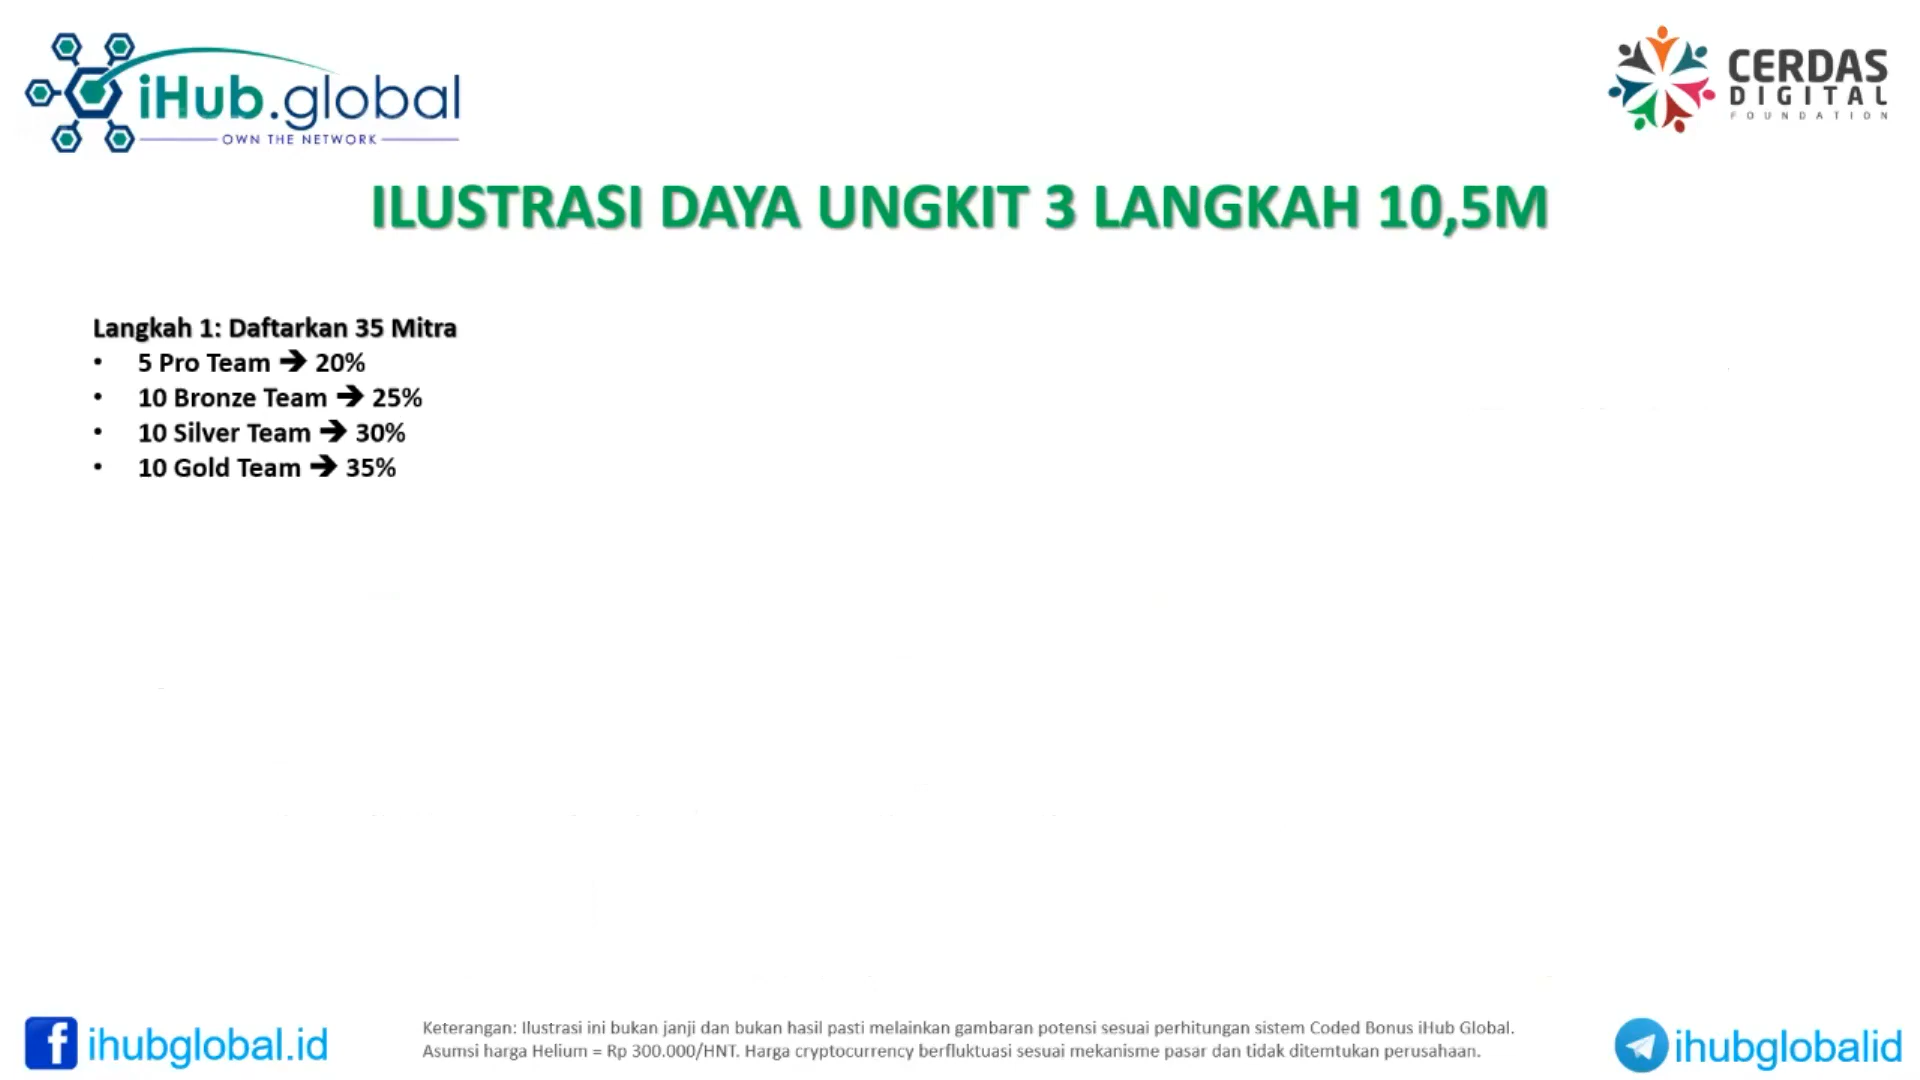 iHub.global
OWN THE NETWORK
CERDAS
DIGITAL
FOUNDATION
ILUSTRASI DAYA UNGKIT 3 LANGKAH 10,5M
Langkah 1: Daftarkan 35 Mitra
• 5 Pro Team ➔ 20%
• 10 Bronze Team ➔ 25%
• 10 Silver Team ➔ 30%
• 10 Gold Team ➔ 35%
ihubglobal.id
Keterangan: Ilustrasi ini bukan janji dan bukan hasil pasti melainkan gambaran potensi sesuai perhitungan sistem Coded Bonus iHub Global.
Asumsi harga Helium = Rp 300.000/HNT. Harga cryptocurrency berfluktuasi sesuai mekanisme pasar dan tidak ditemtukan perusahaan.
ihubglobalid